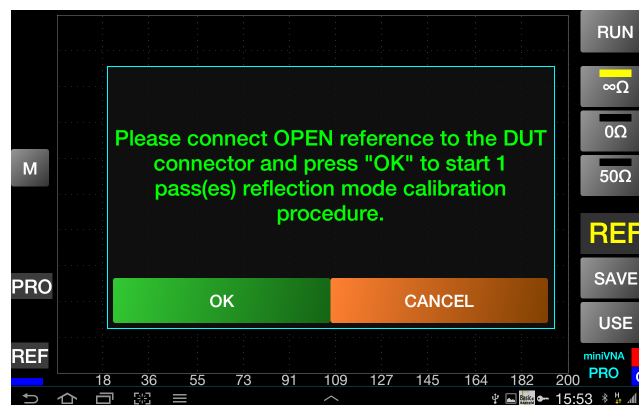 RUN
∞Ω
0Ω
50Ω
M
Please connect OPEN reference to the DUT
connector and press "OK" to start 1
pass(es) reflection mode calibration
procedure.
OK
CANCEL
REF
SAVE
USE
PRO
REF
miniVNA
PRO
18 36 55 73 91 109 127 145 164 182 200
15:53
H